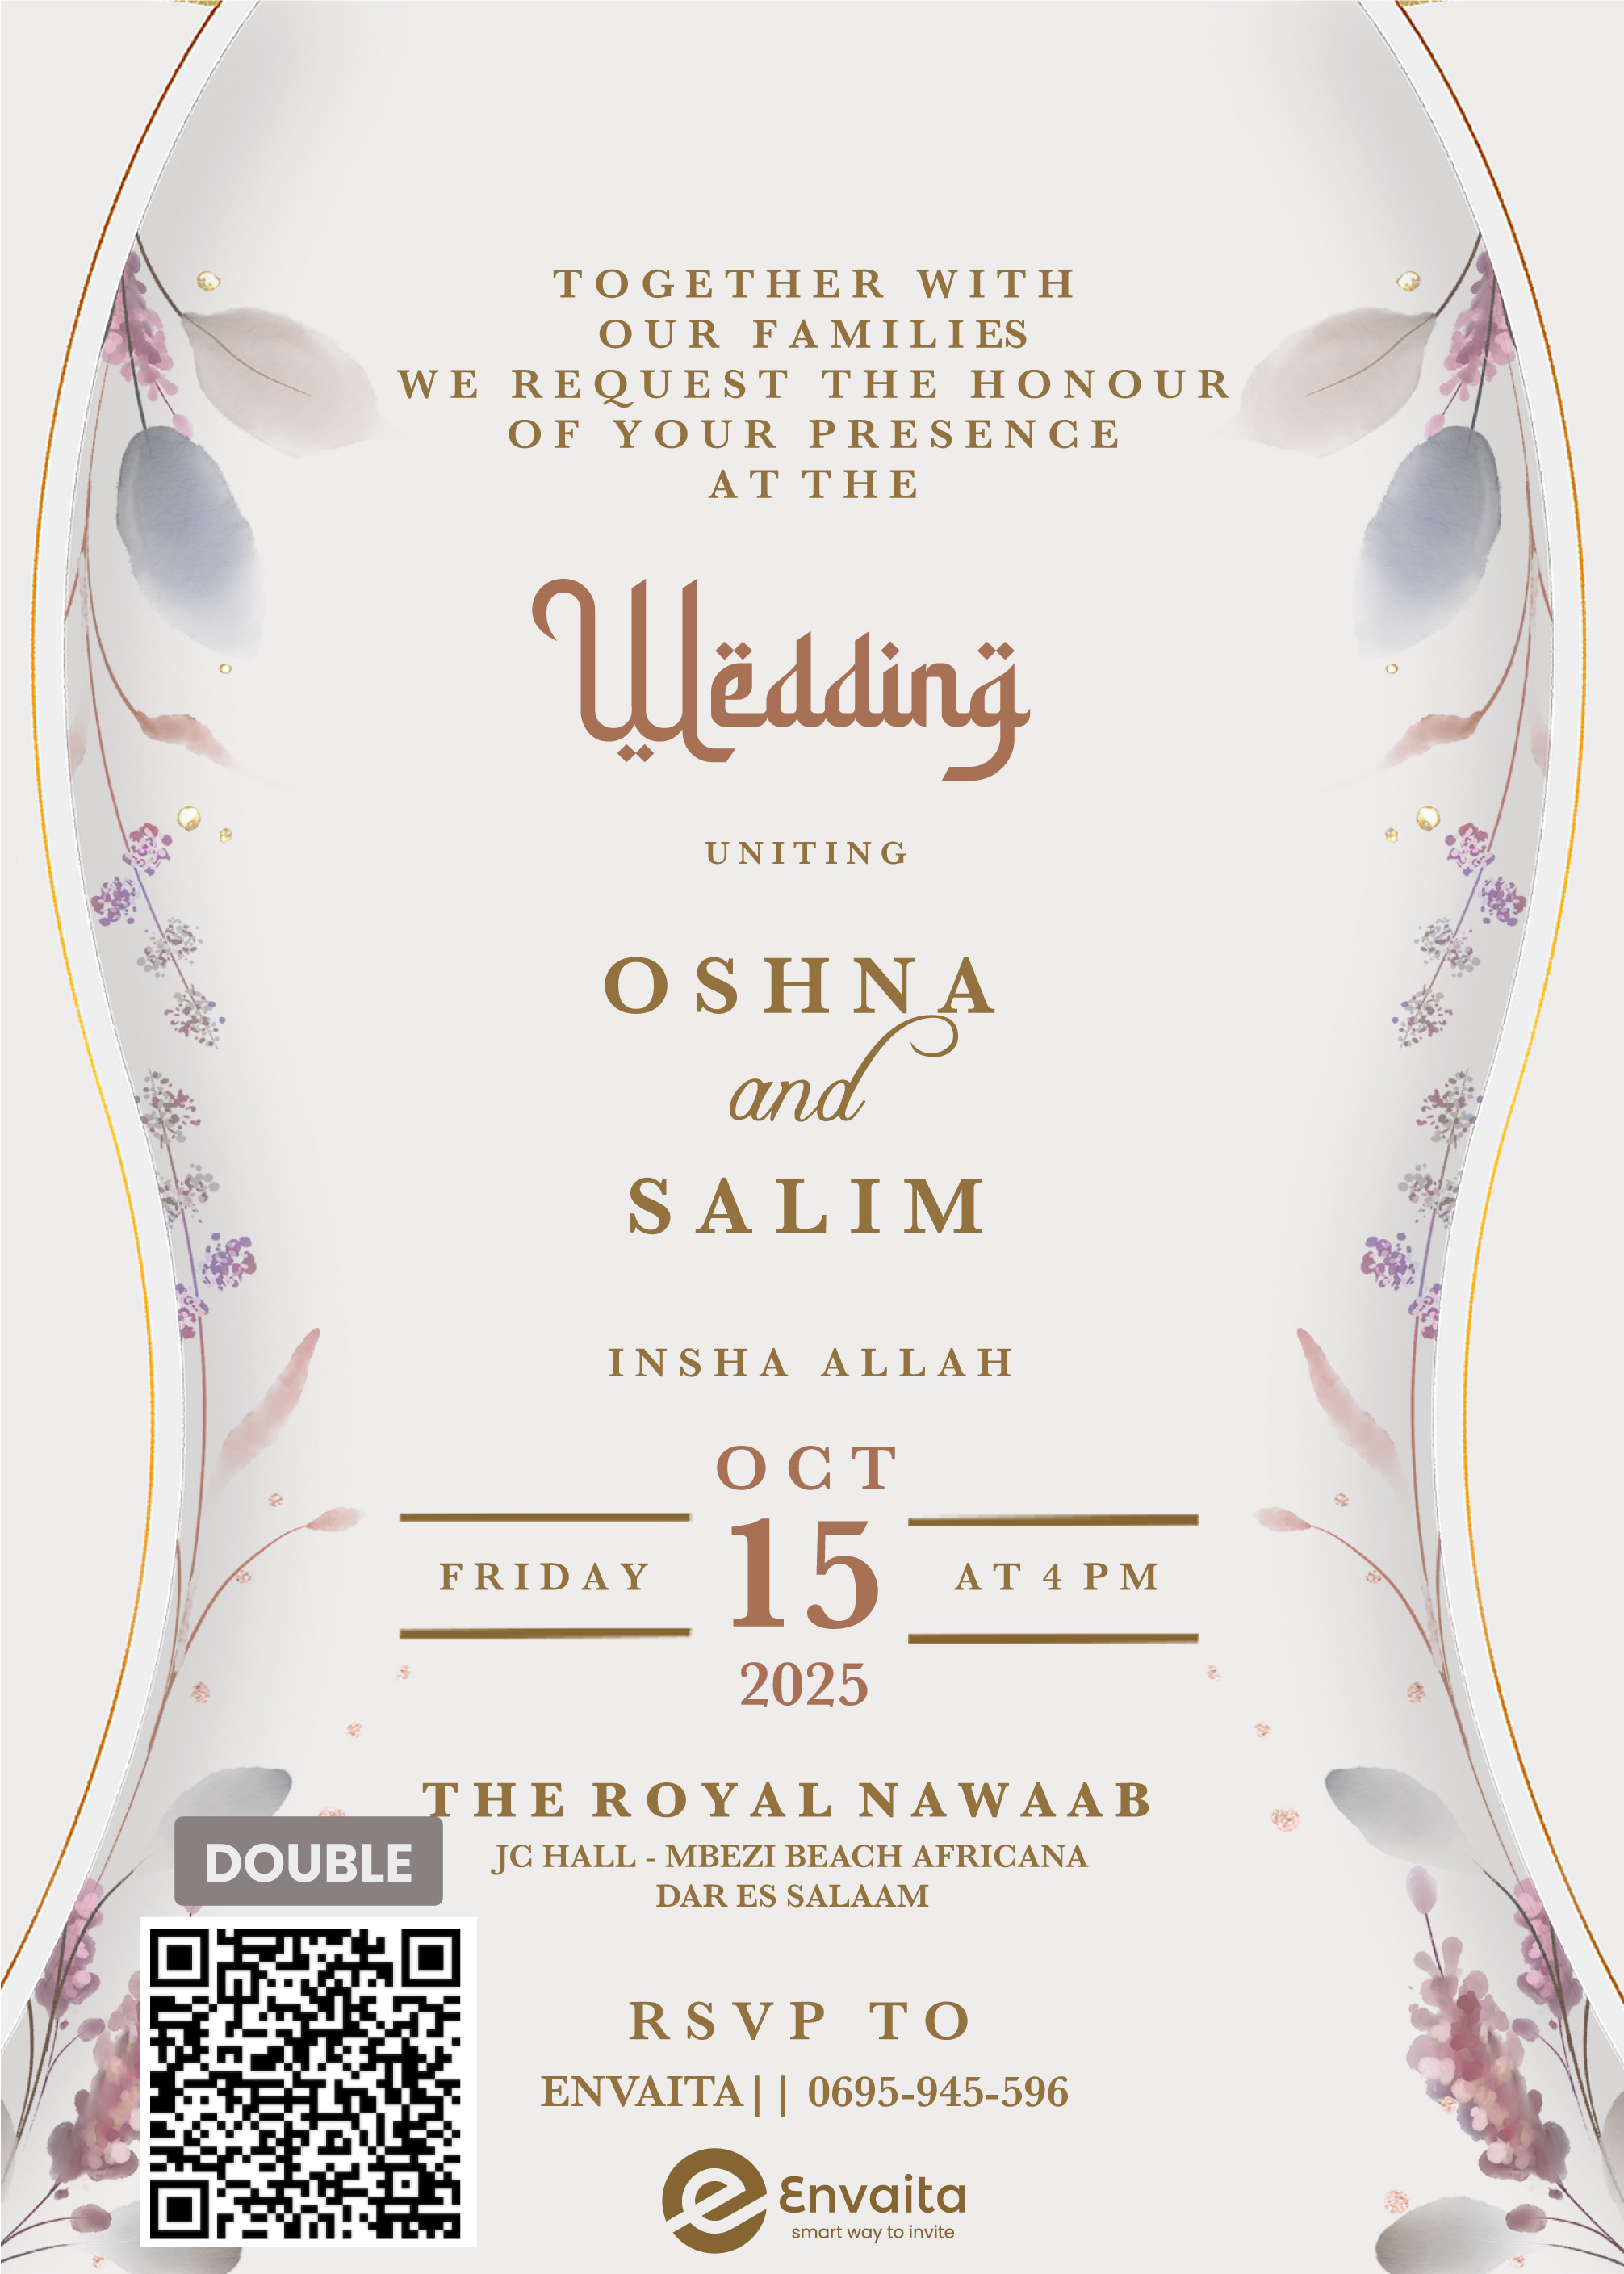 TOGETHER WITH
OUR FAMILIES
WE REQUEST THE HONOUR
OF YOUR PRESENCE
AT THE
Wedding
UNITING
OSHNA
and
SALIM
INSHA ALLAH
OCT
FRIDAY 15 AT 4 PM
2025
THE ROYAL NAWAAB
JC HALL - MBEZI BEACH AFRICANA
DAR ES SALAAM
DOUBLE
RSVP TO
ENVAITA|| 0695-945-596
Envaita
smart way to invite